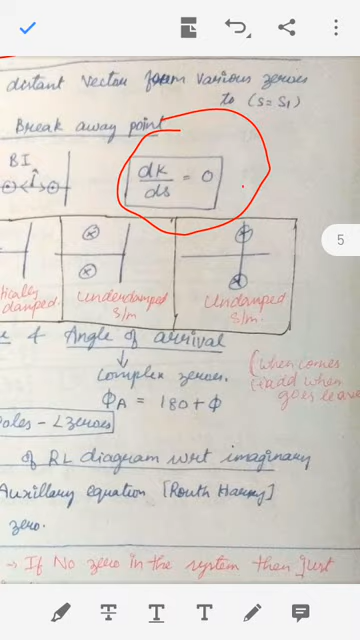 distant vector from various zeroes
to (s = s₁)
Break away point
BI
dk/ds = 0
5
tically damped.
Underdamped s/m
Undamped s/m.
& Angle of arrival
↓
complex zeroes.
(when comes
add when
goes leave
ϕA = 180 + ϕ
Poles - ∠zeroes
of RL diagram wrt imaginary
Auxillary equation [Routh
zero.
→ If No zero in the system then just